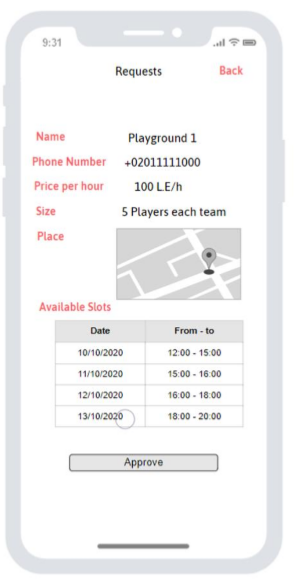 9:31
Requests Back
Name Playground 1
Phone Number +02011111000
Price per hour 100 L.E/h
Size 5 Players each team
Place
Available Slots
Date From - to
10/10/2020 12:00 - 15:00
11/10/2020 15:00 - 16:00
12/10/2020 16:00 - 18:00
13/10/2020 18:00 - 20:00
Approve